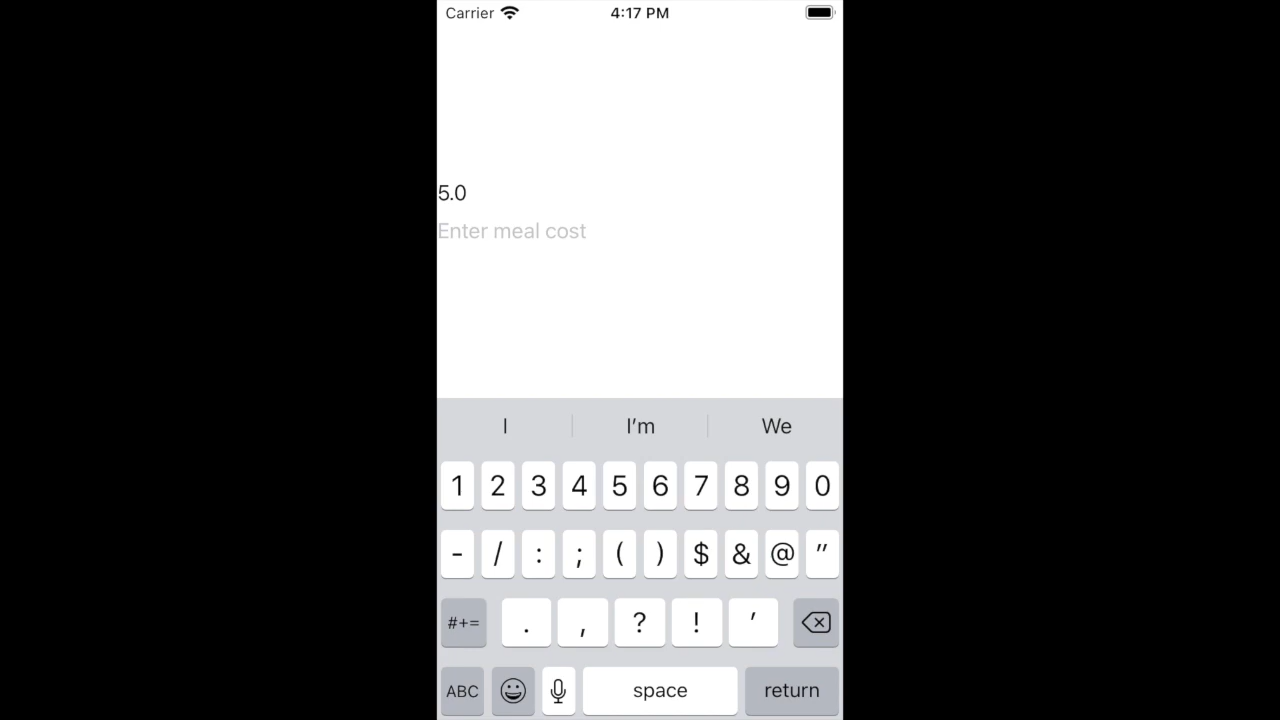 Carrier 4:17 PM
5.0
Enter meal cost
I I’m We
1 2 3 4 5 6 7 8 9 0
- / : ; ( ) $ & @ "
#+= . , ? ! ’
ABC space return